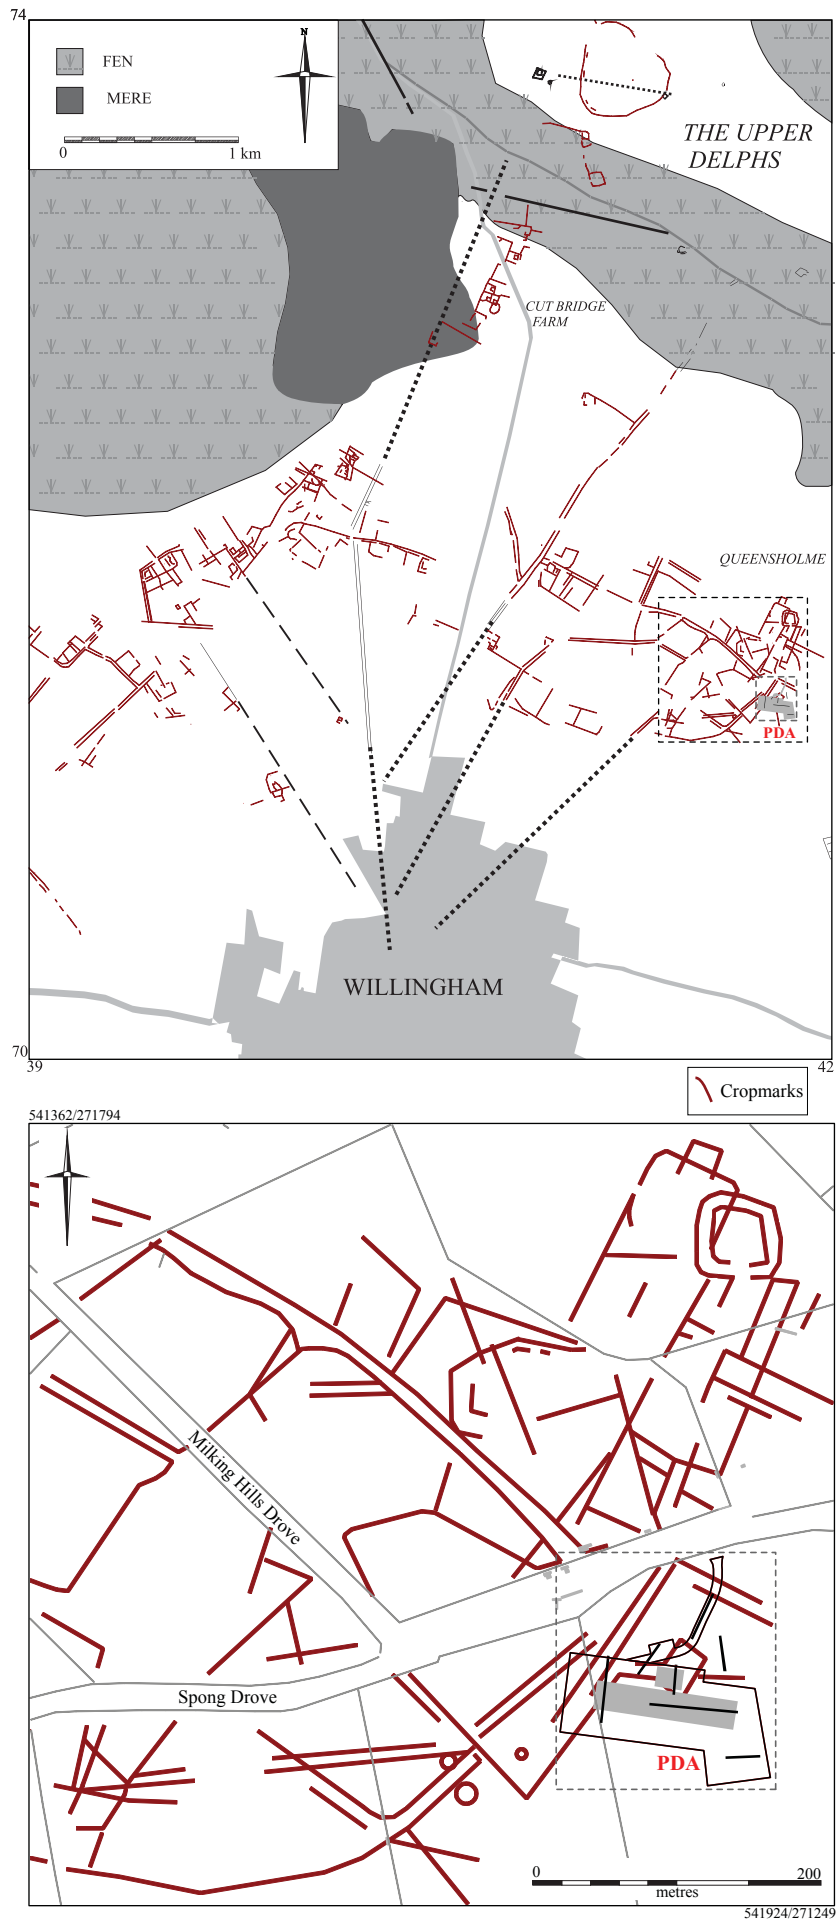 74
N
FEN
MERE
0 1 km
THE UPPER
DELPHS
CUT BRIDGE
FARM
QUEENSHOLME
PDA
WILLINGHAM
70
39
42
Cropmarks
541362/271794
Milking Hills Drove
Spong Drove
PDA
0 200
metres
541924/271249